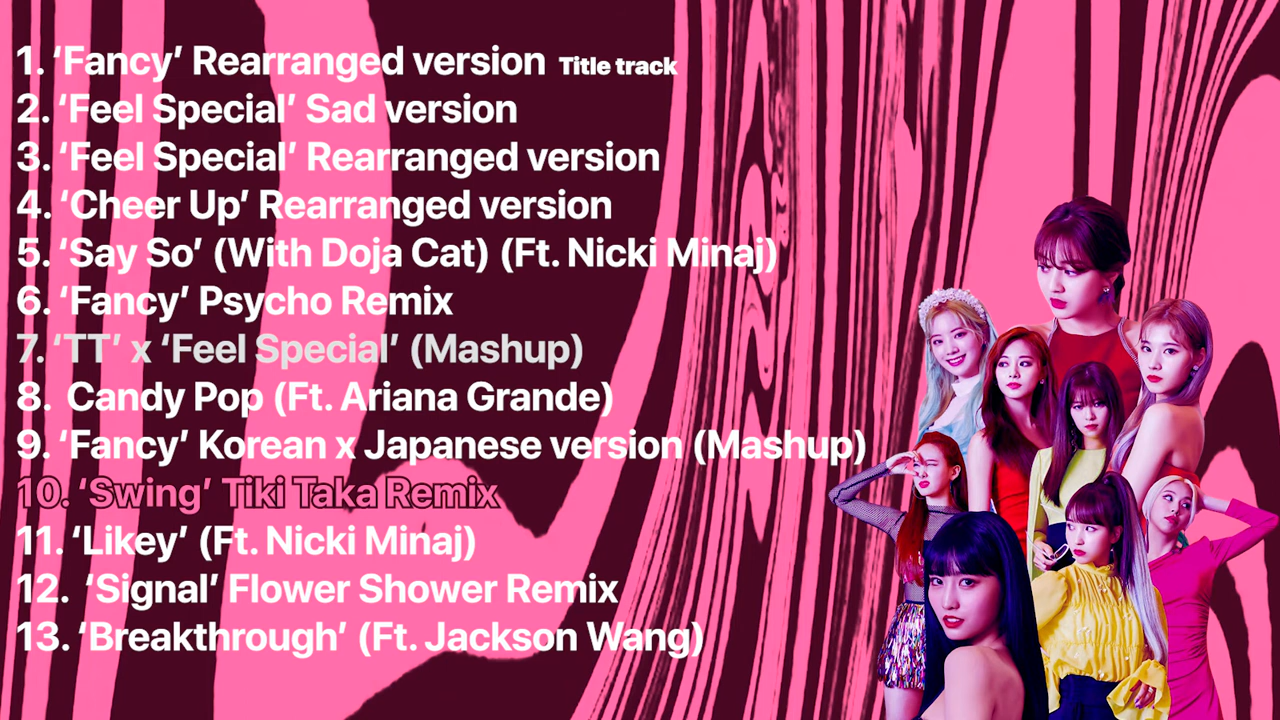 1. ‘Fancy’ Rearranged version Title track
2. ‘Feel Special’ Sad version
3. ‘Feel Special’ Rearranged version
4. ‘Cheer Up’ Rearranged version
5. ‘Say So’ (With Doja Cat) (Ft. Nicki Minaj)
6. ‘Fancy’ Psycho Remix
7. ‘TT’ x ‘Feel Special’ (Mashup)
8. Candy Pop (Ft. Ariana Grande)
9. ‘Fancy’ Korean x Japanese version (Mashup)
10. ‘Swing’ Tiki Taka Remix
11. ‘Likey’ (Ft. Nicki Minaj)
12. ‘Signal’ Flower Shower Remix
13. ‘Breakthrough’ (Ft. Jackson Wang)